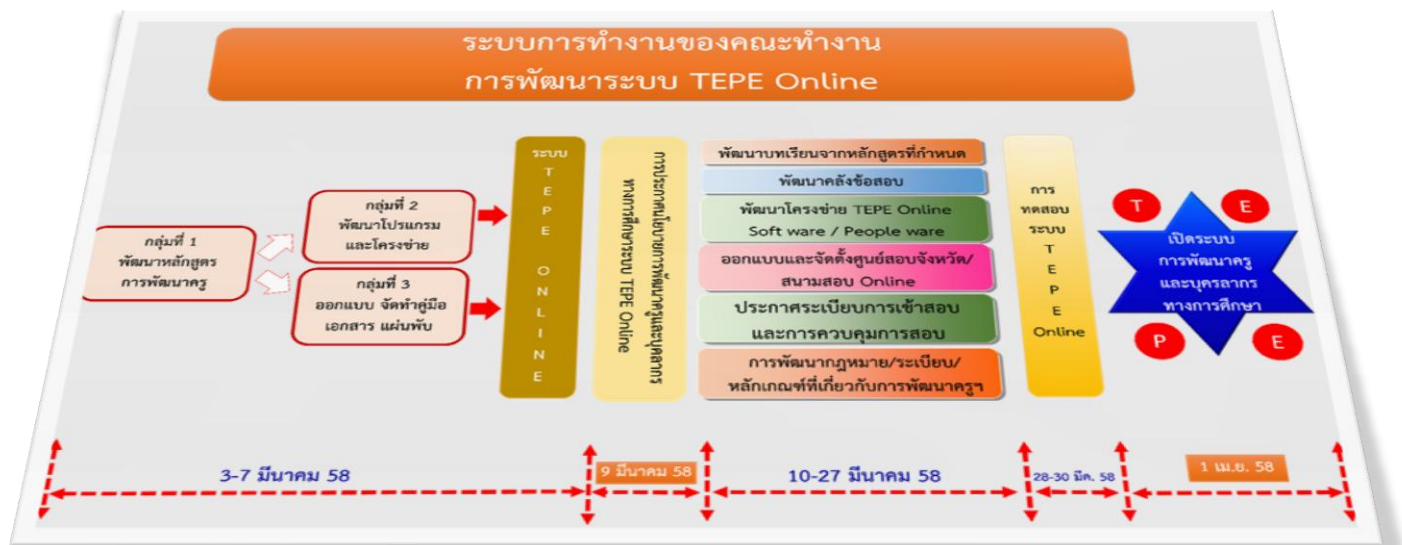 ระบบการทำงานของคณะทำงาน
การพัฒนาระบบ TEPE Online
กลุ่มที่ 1
พัฒนาหลักสูตร
การพัฒนาครู
กลุ่มที่ 2
พัฒนาโปรแกรม
และโครงข่าย
กลุ่มที่ 3
ออกแบบ จัดทำคู่มือ
เอกสาร แผ่นพับ
ระบบ
T
E
P
E
O
N
L
I
N
E
การประกาศนโยบายการพัฒนาครูและบุคลากร
ทางการศึกษาระบบ TEPE Online
พัฒนาบทเรียนจากหลักสูตรที่กำหนด
พัฒนาคลังข้อสอบ
พัฒนาโครงข่าย TEPE Online
Soft ware / People ware
ออกแบบและจัดตั้งศูนย์สอบจังหวัด/
สนามสอบ Online
ประกาศระเบียบการเข้าสอบ
และการควบคุมการสอบ
การพัฒนากฎหมาย/ระเบียบ/
หลักเกณฑ์ที่เกี่ยวกับการพัฒนาครูฯ
การ
ทดสอบ
ระบบ
T
E
P
E
Online
T
E
เปิดระบบ
การพัฒนาครู
และบุคลากร
ทางการศึกษา
P
E
3-7 มีนาคม 58
9 มีนาคม 58
10-27 มีนาคม 58
28-30 มีค. 58
1 เม.ย. 58